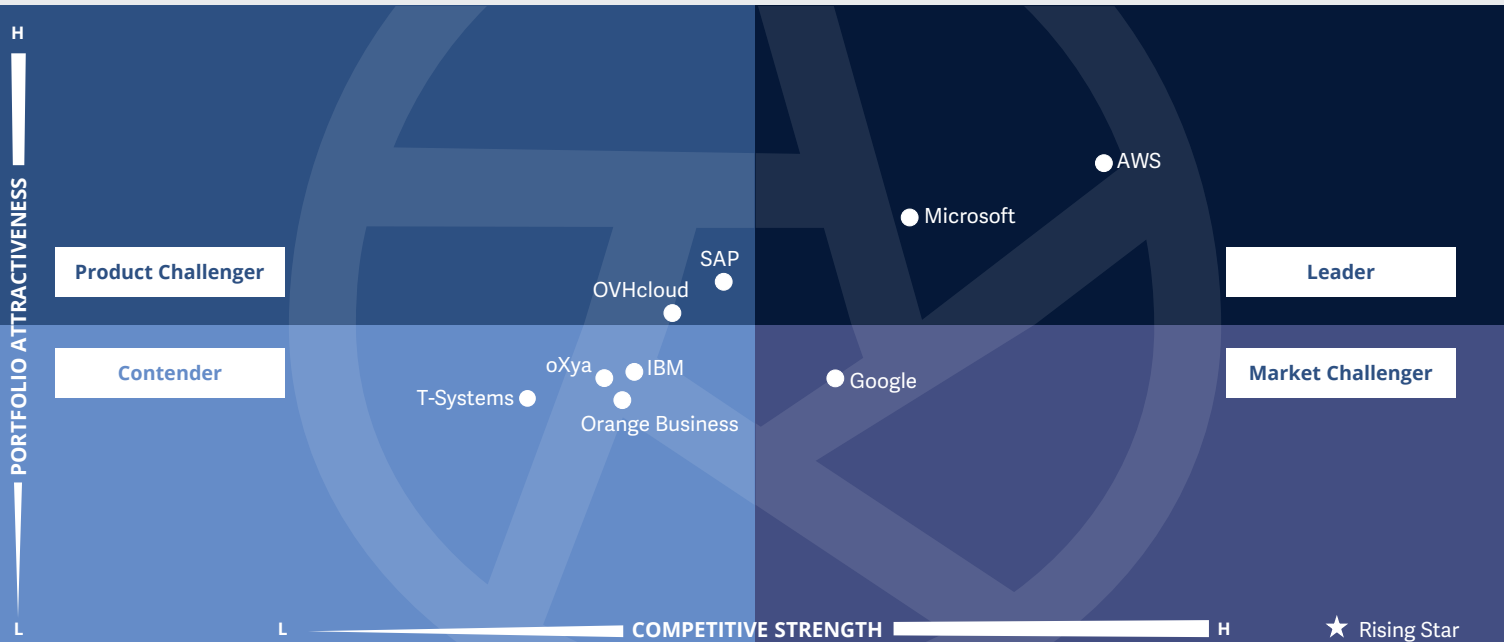 H
PORTFOLIO ATTRACTIVENESS
L
Product Challenger
Contender
Leader
Market Challenger
AWS
Microsoft
SAP
OVHcloud
oXya
IBM
T-Systems
Orange Business
Google
L
COMPETITIVE STRENGTH
H
Rising Star